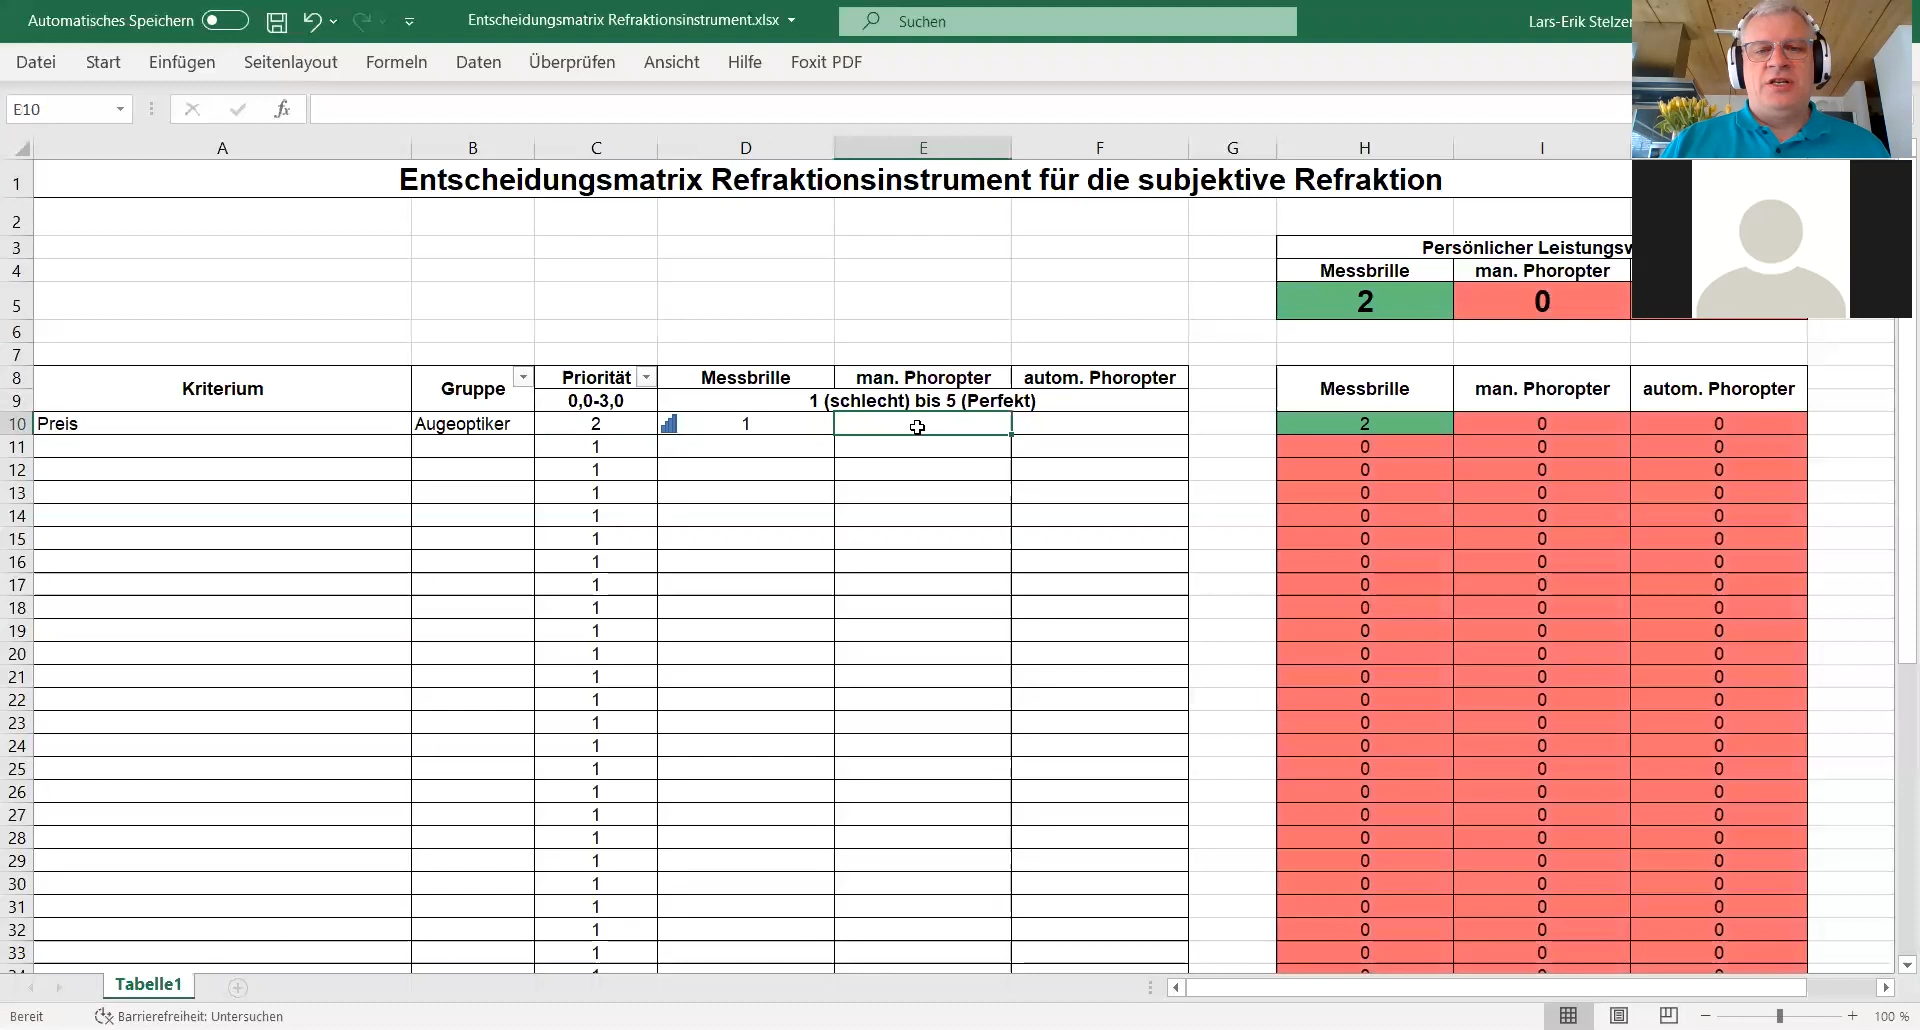 Automatisches Speichern
Entscheidungsmatrix Refraktionsinstrument.xlsx
Suchen
Lars-Erik Stelzer
Datei Start Einfügen Seitenlayout Formeln Daten Überprüfen Ansicht Hilfe Foxit PDF
E10 fx
A B C D E F G H I
1 Entscheidungsmatrix Refraktionsinstrument für die subjektive Refraktion
2
3 Persönlicher
4 Messbrille man. Phoropter
5 2 0
6
7
8 Kriterium Gruppe Priorität Messbrille man. Phoropter autom. Phoropter Messbrille man. Phoropter autom. Phoropter
9 0,0-3,0 1 (schlecht) bis 5 (Perfekt)
10 Preis Augeoptiker 2 1 2 0 0
11 1 0 0 0
12 1 0 0 0
13 1 0 0 0
14 1 0 0 0
15 1 0 0 0
16 1 0 0 0
17 1 0 0 0
18 1 0 0 0
19 1 0 0 0
20 1 0 0 0
21 1 0 0 0
22 1 0 0 0
23 1 0 0 0
24 1 0 0 0
25 1 0 0 0
26 1 0 0 0
27 1 0 0 0
28 1 0 0 0
29 1 0 0 0
30 1 0 0 0
31 1 0 0 0
32 1 0 0 0
33 1 0 0 0
Tabelle1
Bereit Barrierefreiheit: Untersuchen 100 %